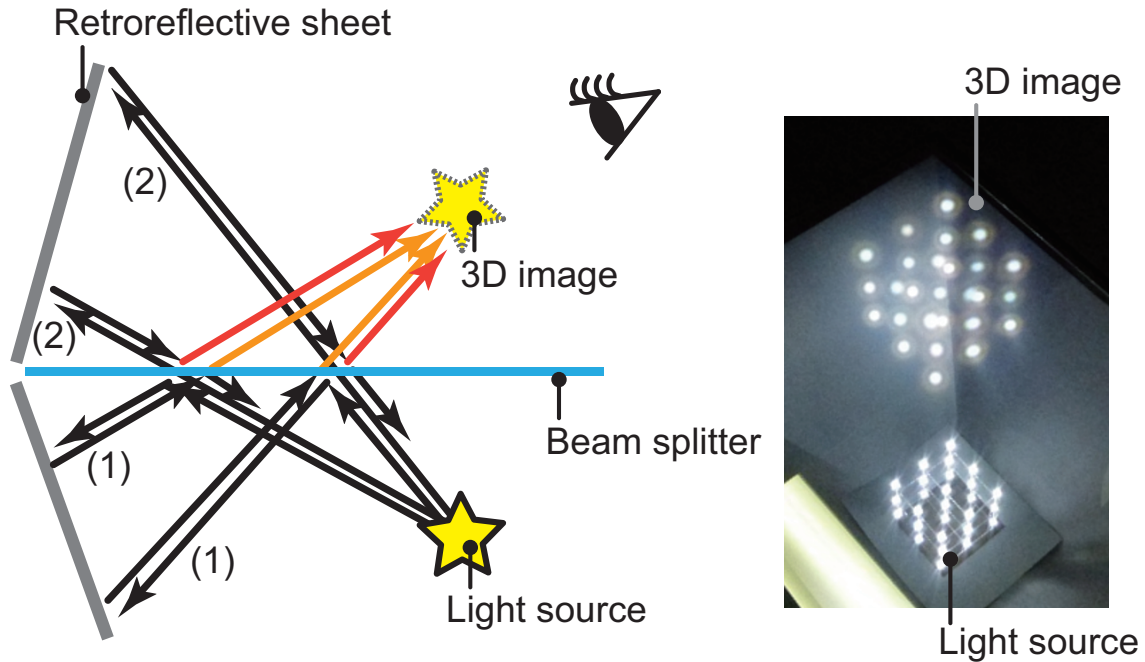 Retroreflective sheet
3D image
(2)
3D image
(2)
Beam splitter
(1)
(1)
Light source
Light source